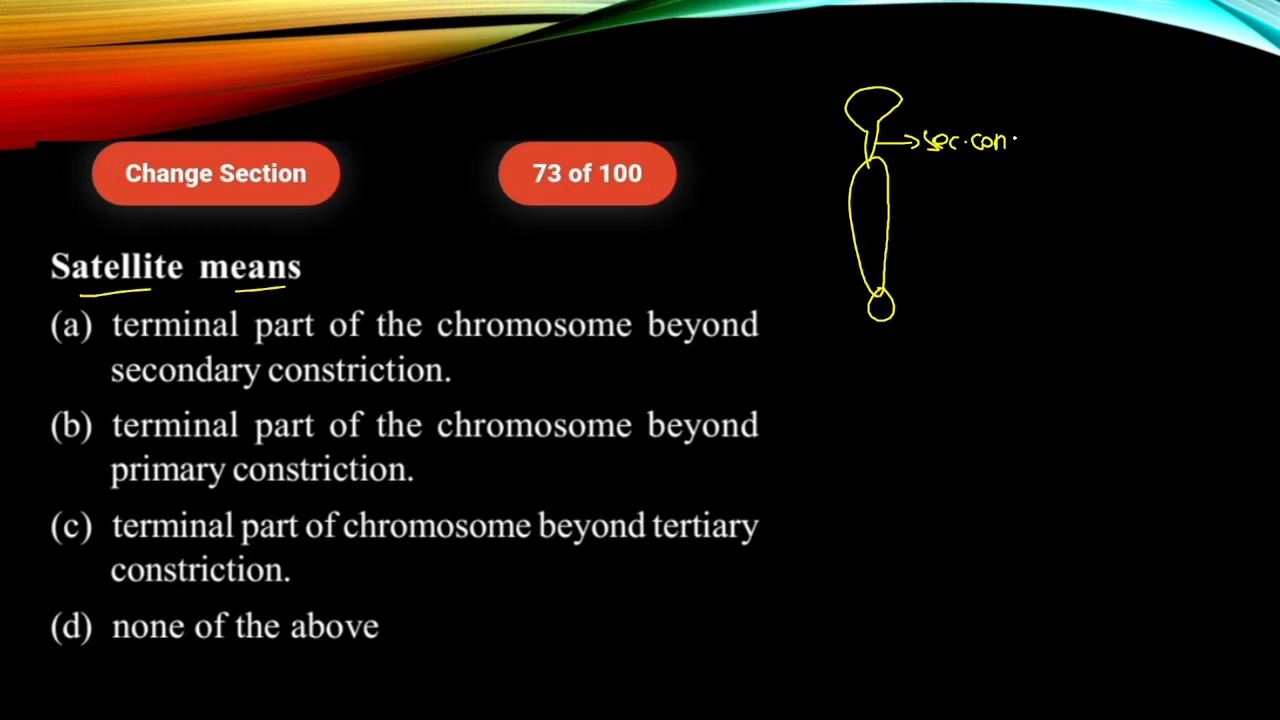 Change Section
73 of 100
sec.con.
Satellite means
(a) terminal part of the chromosome beyond
secondary constriction.
(b) terminal part of the chromosome beyond
primary constriction.
(c) terminal part of chromosome beyond tertiary
constriction.
(d) none of the above